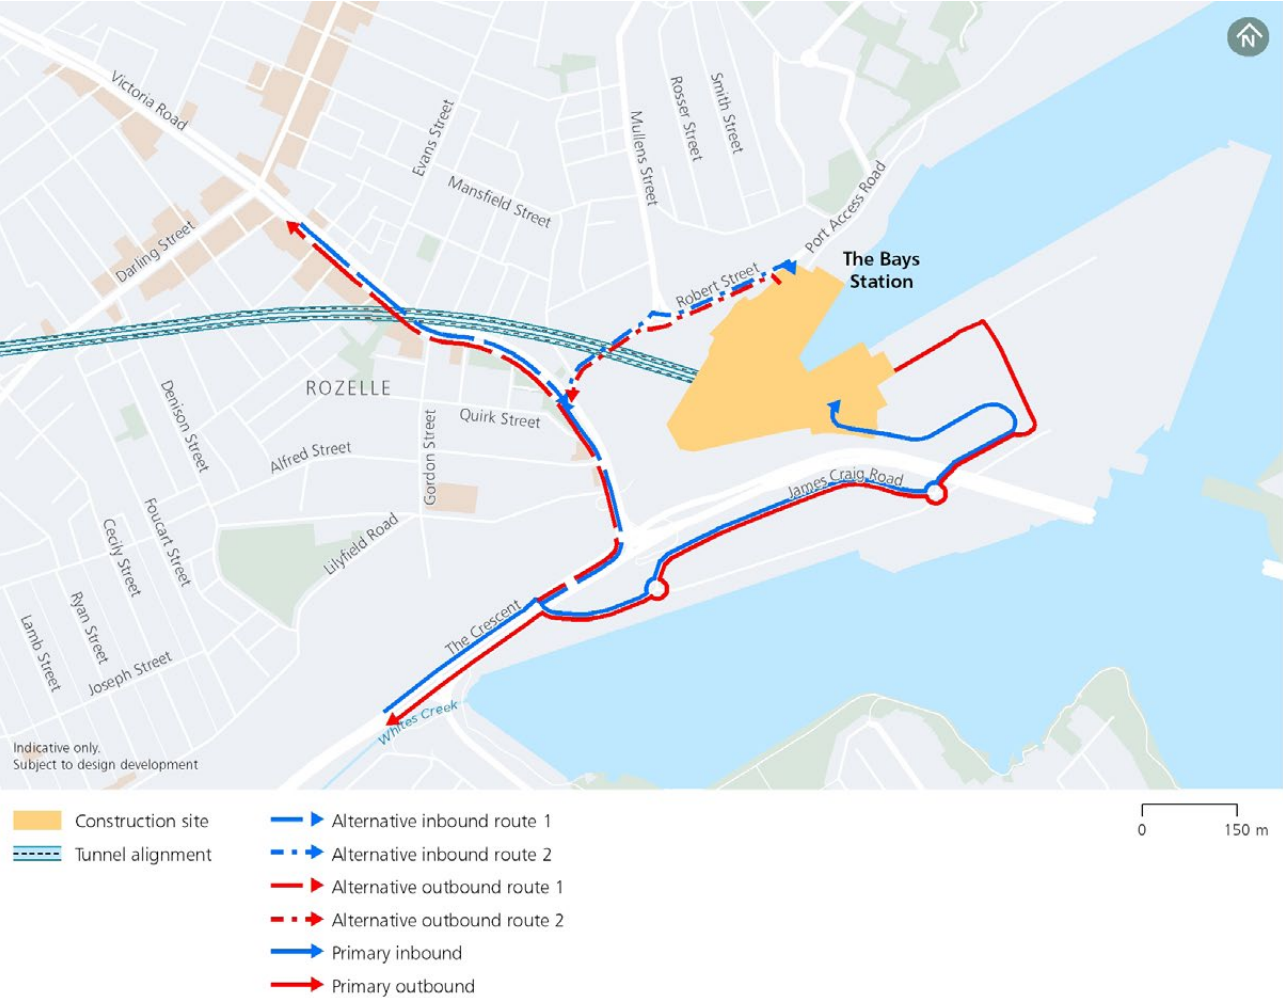 N
Victoria Road
Evans Street
Mullens Street
Rosser Street
Smith Street
Mansfield Street
Port Access Road
Darling Street
The Bays
Station
Robert Street
ROZELLE
Denison Street
Quirk Street
Gordon Street
Alfred Street
James Craig Road
Foucart Street
Cecily Street
Lilyfield Road
Ryan Street
Lamb Street
The Crescent
Joseph Street
Whites Creek
Indicative only.
Subject to design development
Construction site
Tunnel alignment
Alternative inbound route 1
Alternative inbound route 2
Alternative outbound route 1
Alternative outbound route 2
Primary inbound
Primary outbound
0 150 m